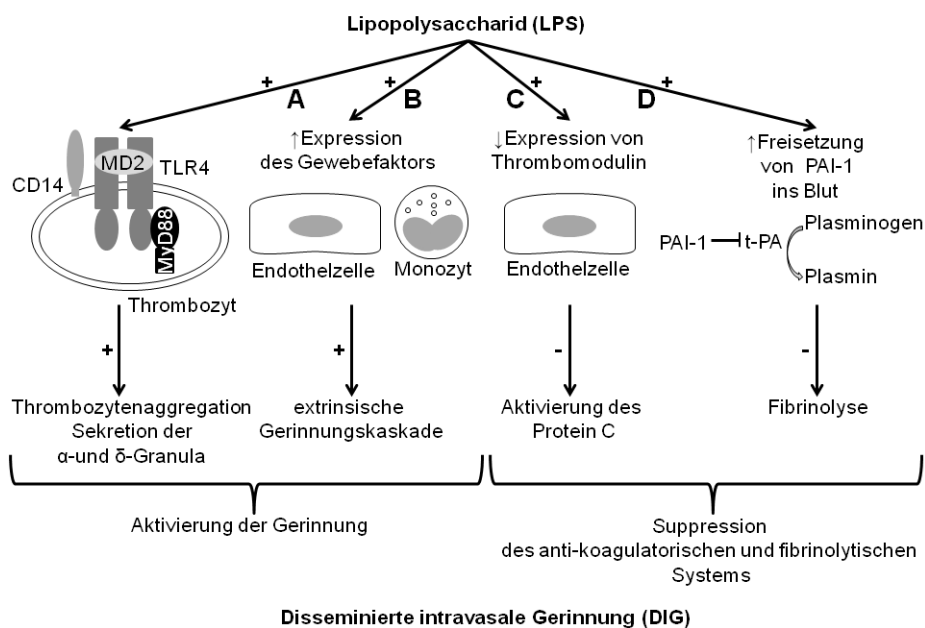 Lipopolysaccharid (LPS)
+
A
+
B
C
+
D
+
CD14
MD2
TLR4
MyD88
Thrombozyt
↑Expression
des Gewebefaktors
Endothelzelle
Monozyt
↓Expression von
Thrombomodulin
Endothelzelle
↑Freisetzung
von PAI-1
ins Blut
PAI-1
t-PA
Plasminogen
Plasmin
+
+
-
-
Thrombozytenaggregation
Sekretion der
α-und δ-Granula
extrinsische
Gerinnungskaskade
Aktivierung des
Protein C
Fibrinolyse
Aktivierung der Gerinnung
Suppression
des anti-koagulatorischen und fibrinolytischen
Systems
Disseminierte intravasale Gerinnung (DIG)